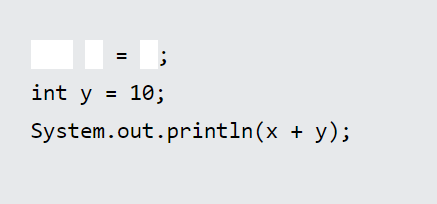 = ;
int y = 10;
System.out.println(x + y);